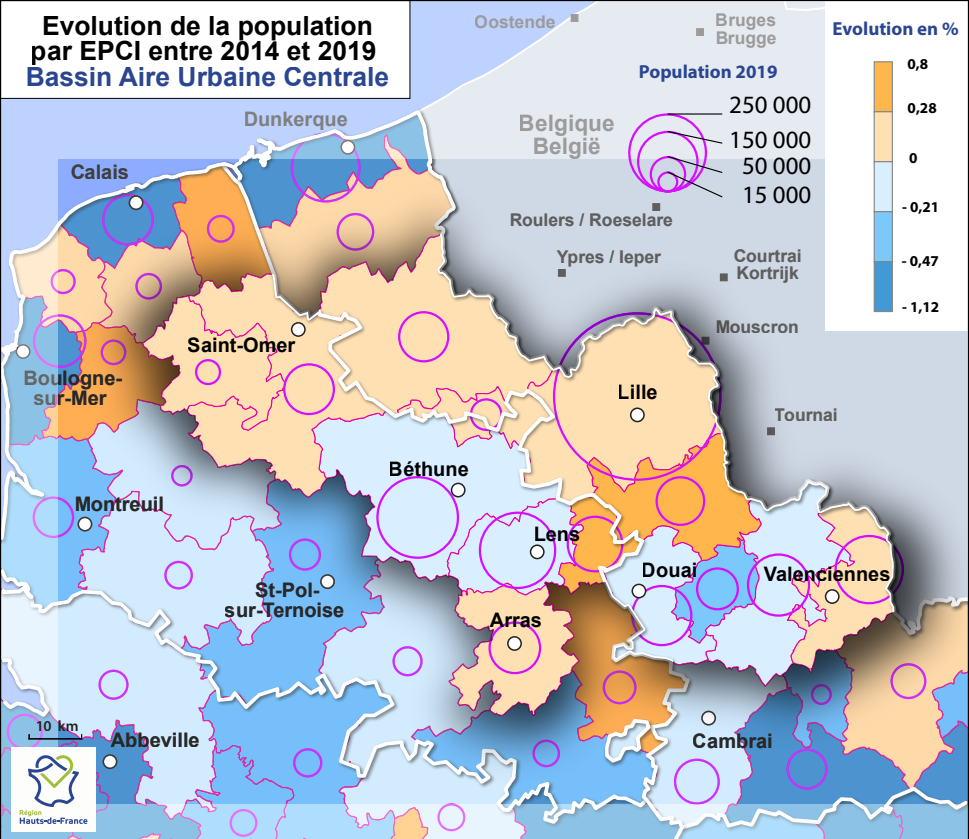 Evolution de la population
par EPCI entre 2014 et 2019
Bassin Aire Urbaine Centrale
Oostende
Bruges
Brugge
Evolution en %
0,8
0,28
0
- 0,21
- 0,47
- 1,12
Population 2019
250 000
150 000
50 000
15 000
Dunkerque
Belgique
België
Calais
Roulers / Roeselare
Ypres / Ieper
Courtrai
Kortrijk
Mouscron
Saint-Omer
Boulogne-
sur-Mer
Lille
Tournai
Béthune
Montreuil
Lens
Douai
Valenciennes
St-Pol-
sur-Ternoise
Arras
10 km
Abbeville
Cambrai
Région
Hauts-de-France